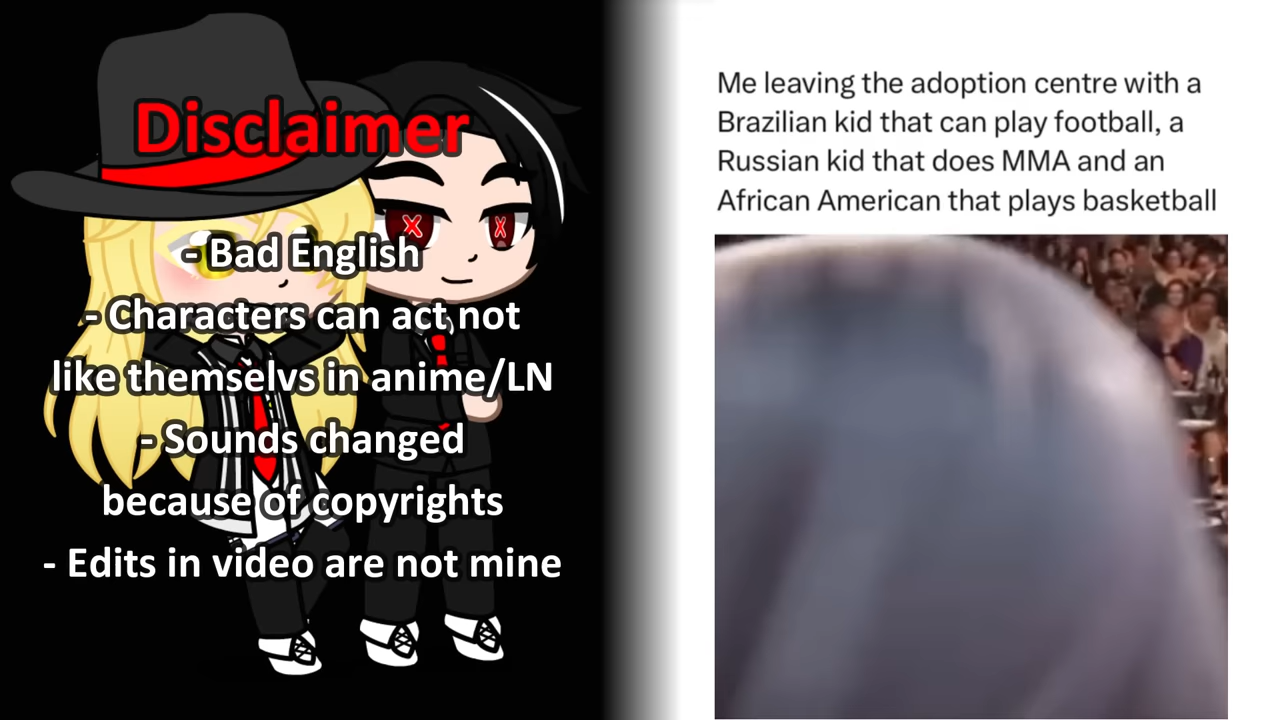 Disclaimer
- Bad English
- Characters can act not
like themselvs in anime/LN
- Sounds changed
because of copyrights
- Edits in video are not mine
Me leaving the adoption centre with a
Brazilian kid that can play football, a
Russian kid that does MMA and an
African American that plays basketball